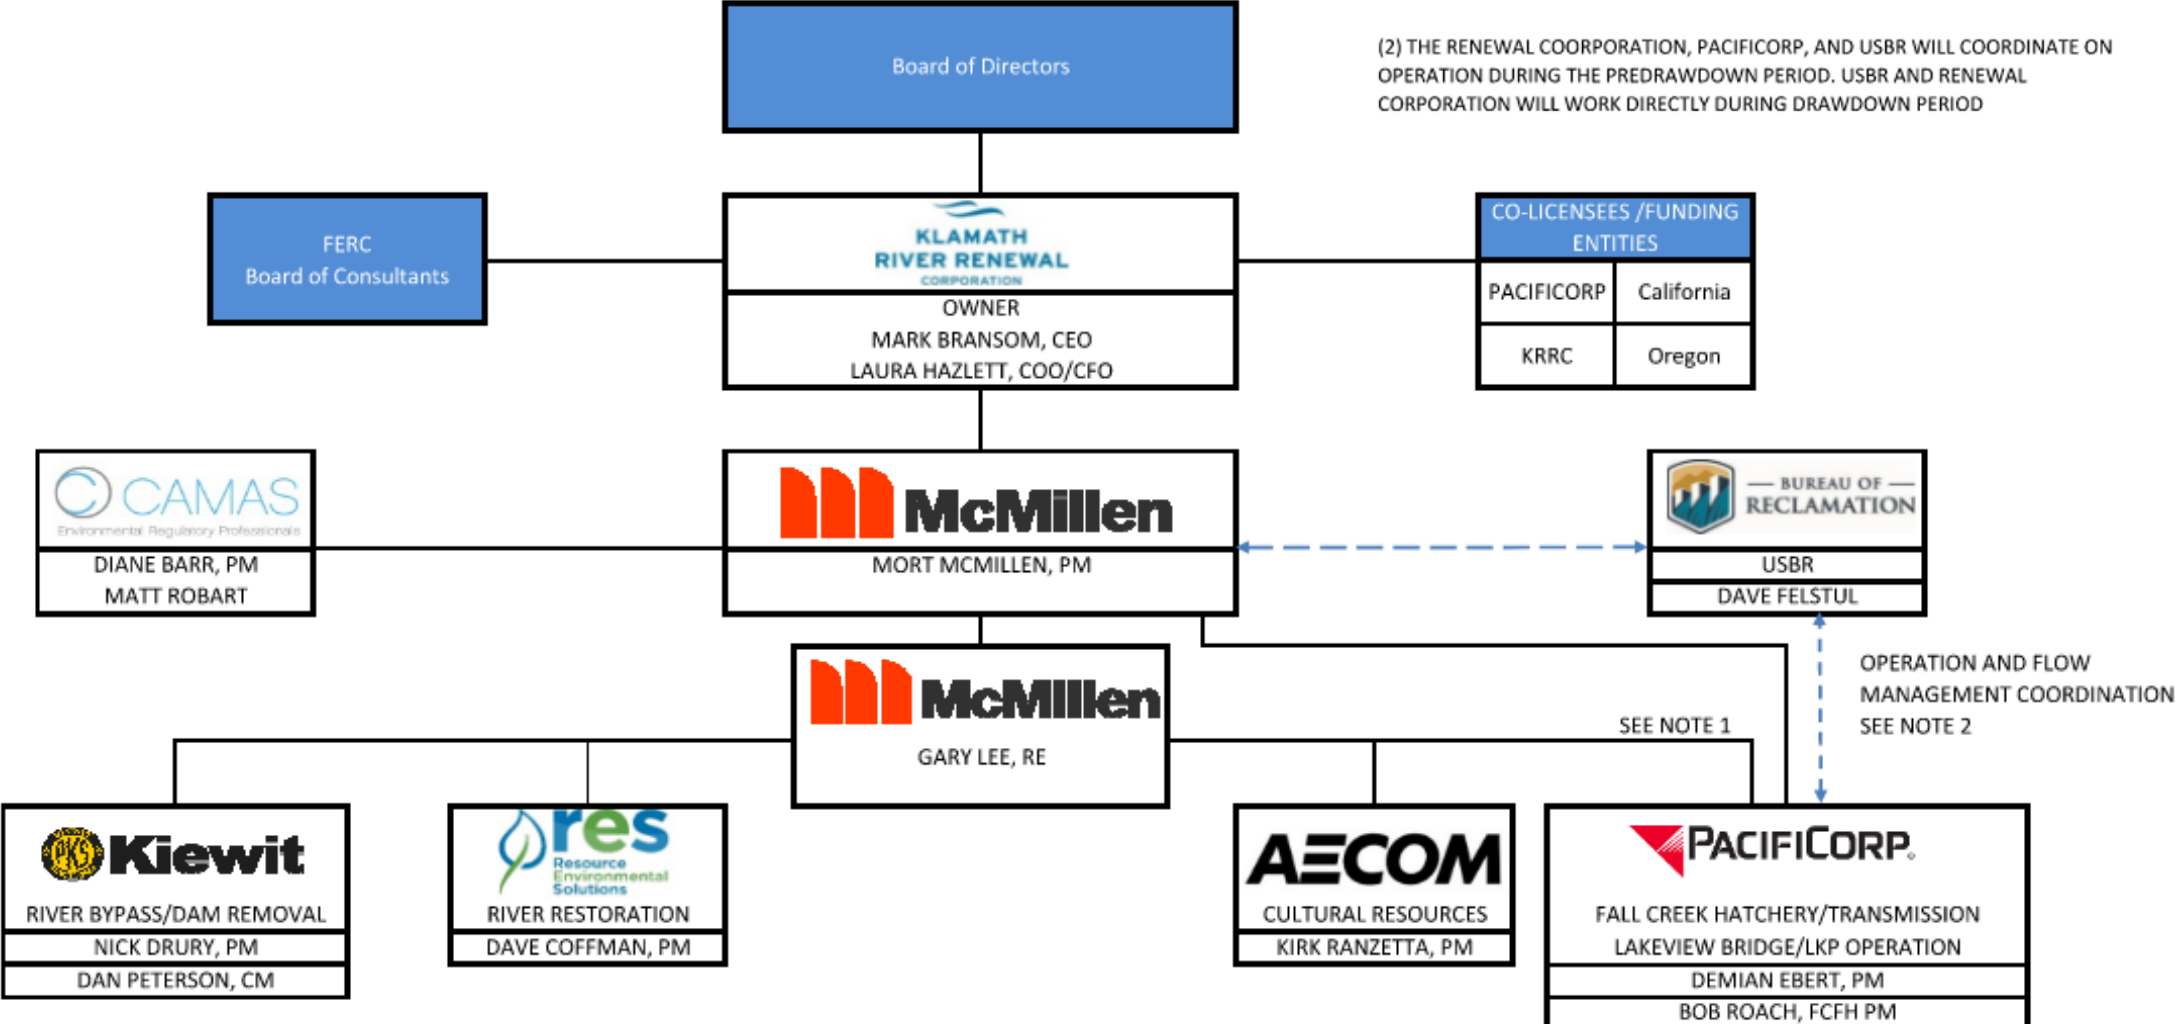 Board of Directors
(2) THE RENEWAL COORPORATION, PACIFICORP, AND USBR WILL COORDINATE ON
OPERATION DURING THE PREDRAWDOWN PERIOD. USBR AND RENEWAL
CORPORATION WILL WORK DIRECTLY DURING DRAWDOWN PERIOD
FERC
Board of Consultants
KLAMATH
RIVER RENEWAL
CORPORATION
OWNER
MARK BRANSOM, CEO
LAURA HAZLETT, COO/CFO
CO-LICENSEES /FUNDING
ENTITIES
PACIFICORP
California
KRRC
Oregon
CAMAS
Environmental Regulatory Professionals
DIANE BARR, PM
MATT ROBART
McMillen
MORT MCMILLEN, PM
BUREAU OF
RECLAMATION
USBR
DAVE FELSTUL
McMillen
GARY LEE, RE
SEE NOTE 1
OPERATION AND FLOW
MANAGEMENT COORDINATION
SEE NOTE 2
PKS
Kiewit
RIVER BYPASS/DAM REMOVAL
NICK DRURY, PM
DAN PETERSON, CM
res
Resource
Environmental
Solutions
RIVER RESTORATION
DAVE COFFMAN, PM
AECOM
CULTURAL RESOURCES
KIRK RANZETTA, PM
PACIFICORP
FALL CREEK HATCHERY/TRANSMISSION
LAKEVIEW BRIDGE/LKP OPERATION
DEMIAN EBERT, PM
BOB ROACH, FCFH PM